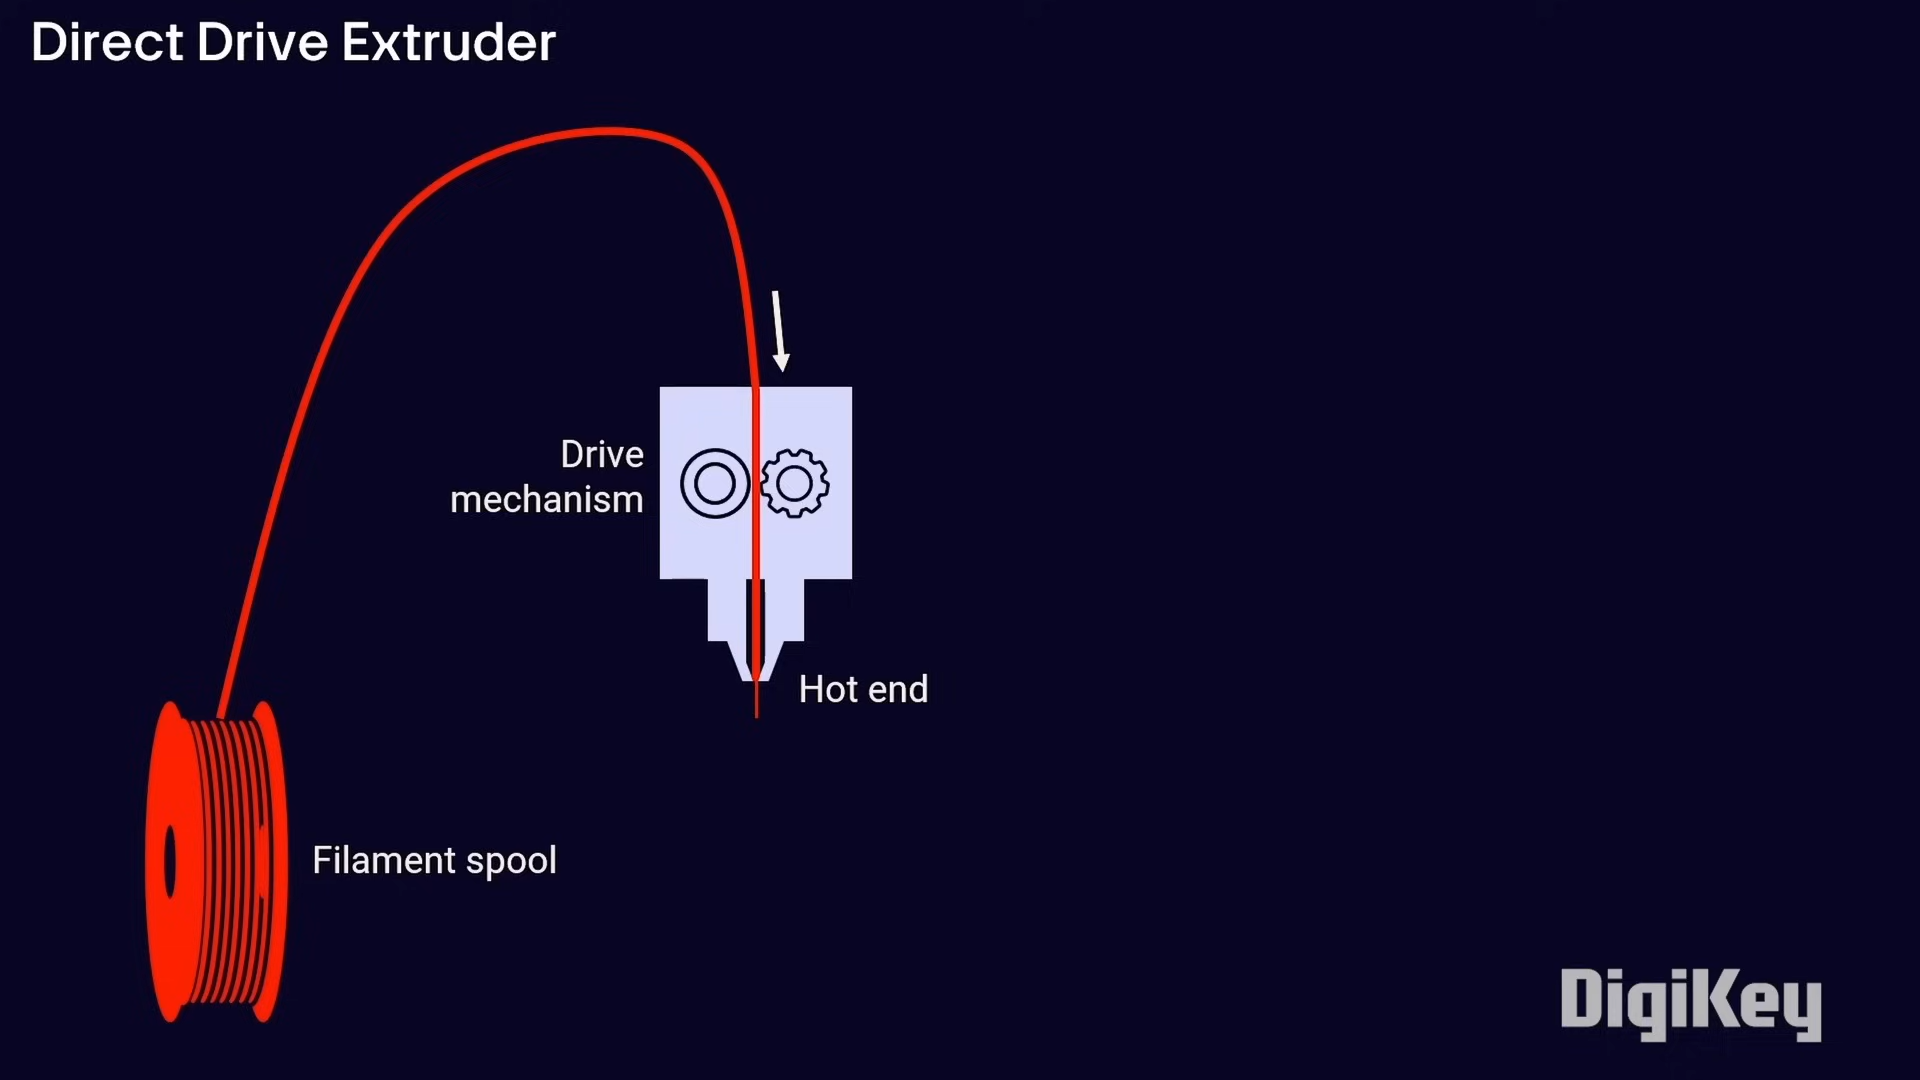 Direct Drive Extruder
Drive
mechanism
Hot end
Filament spool
DigiKey